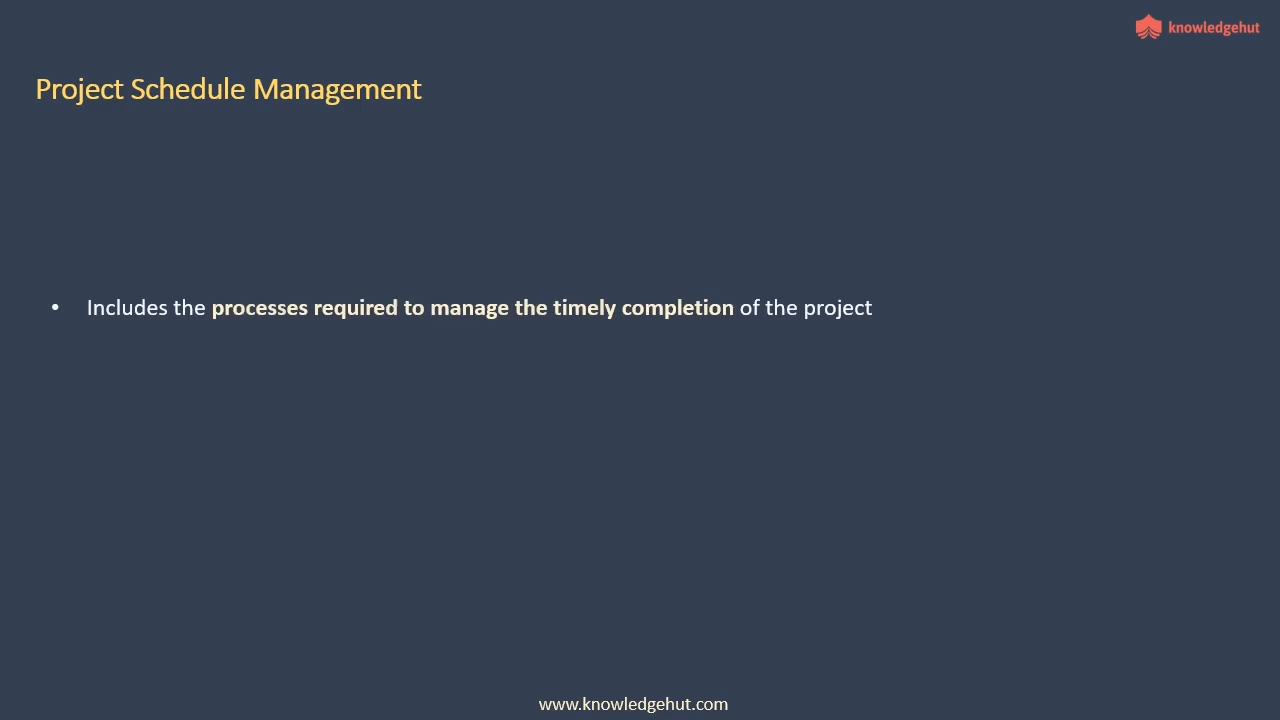 knowledgehut
Project Schedule Management
• Includes the processes required to manage the timely completion of the project
www.knowledgehut.com